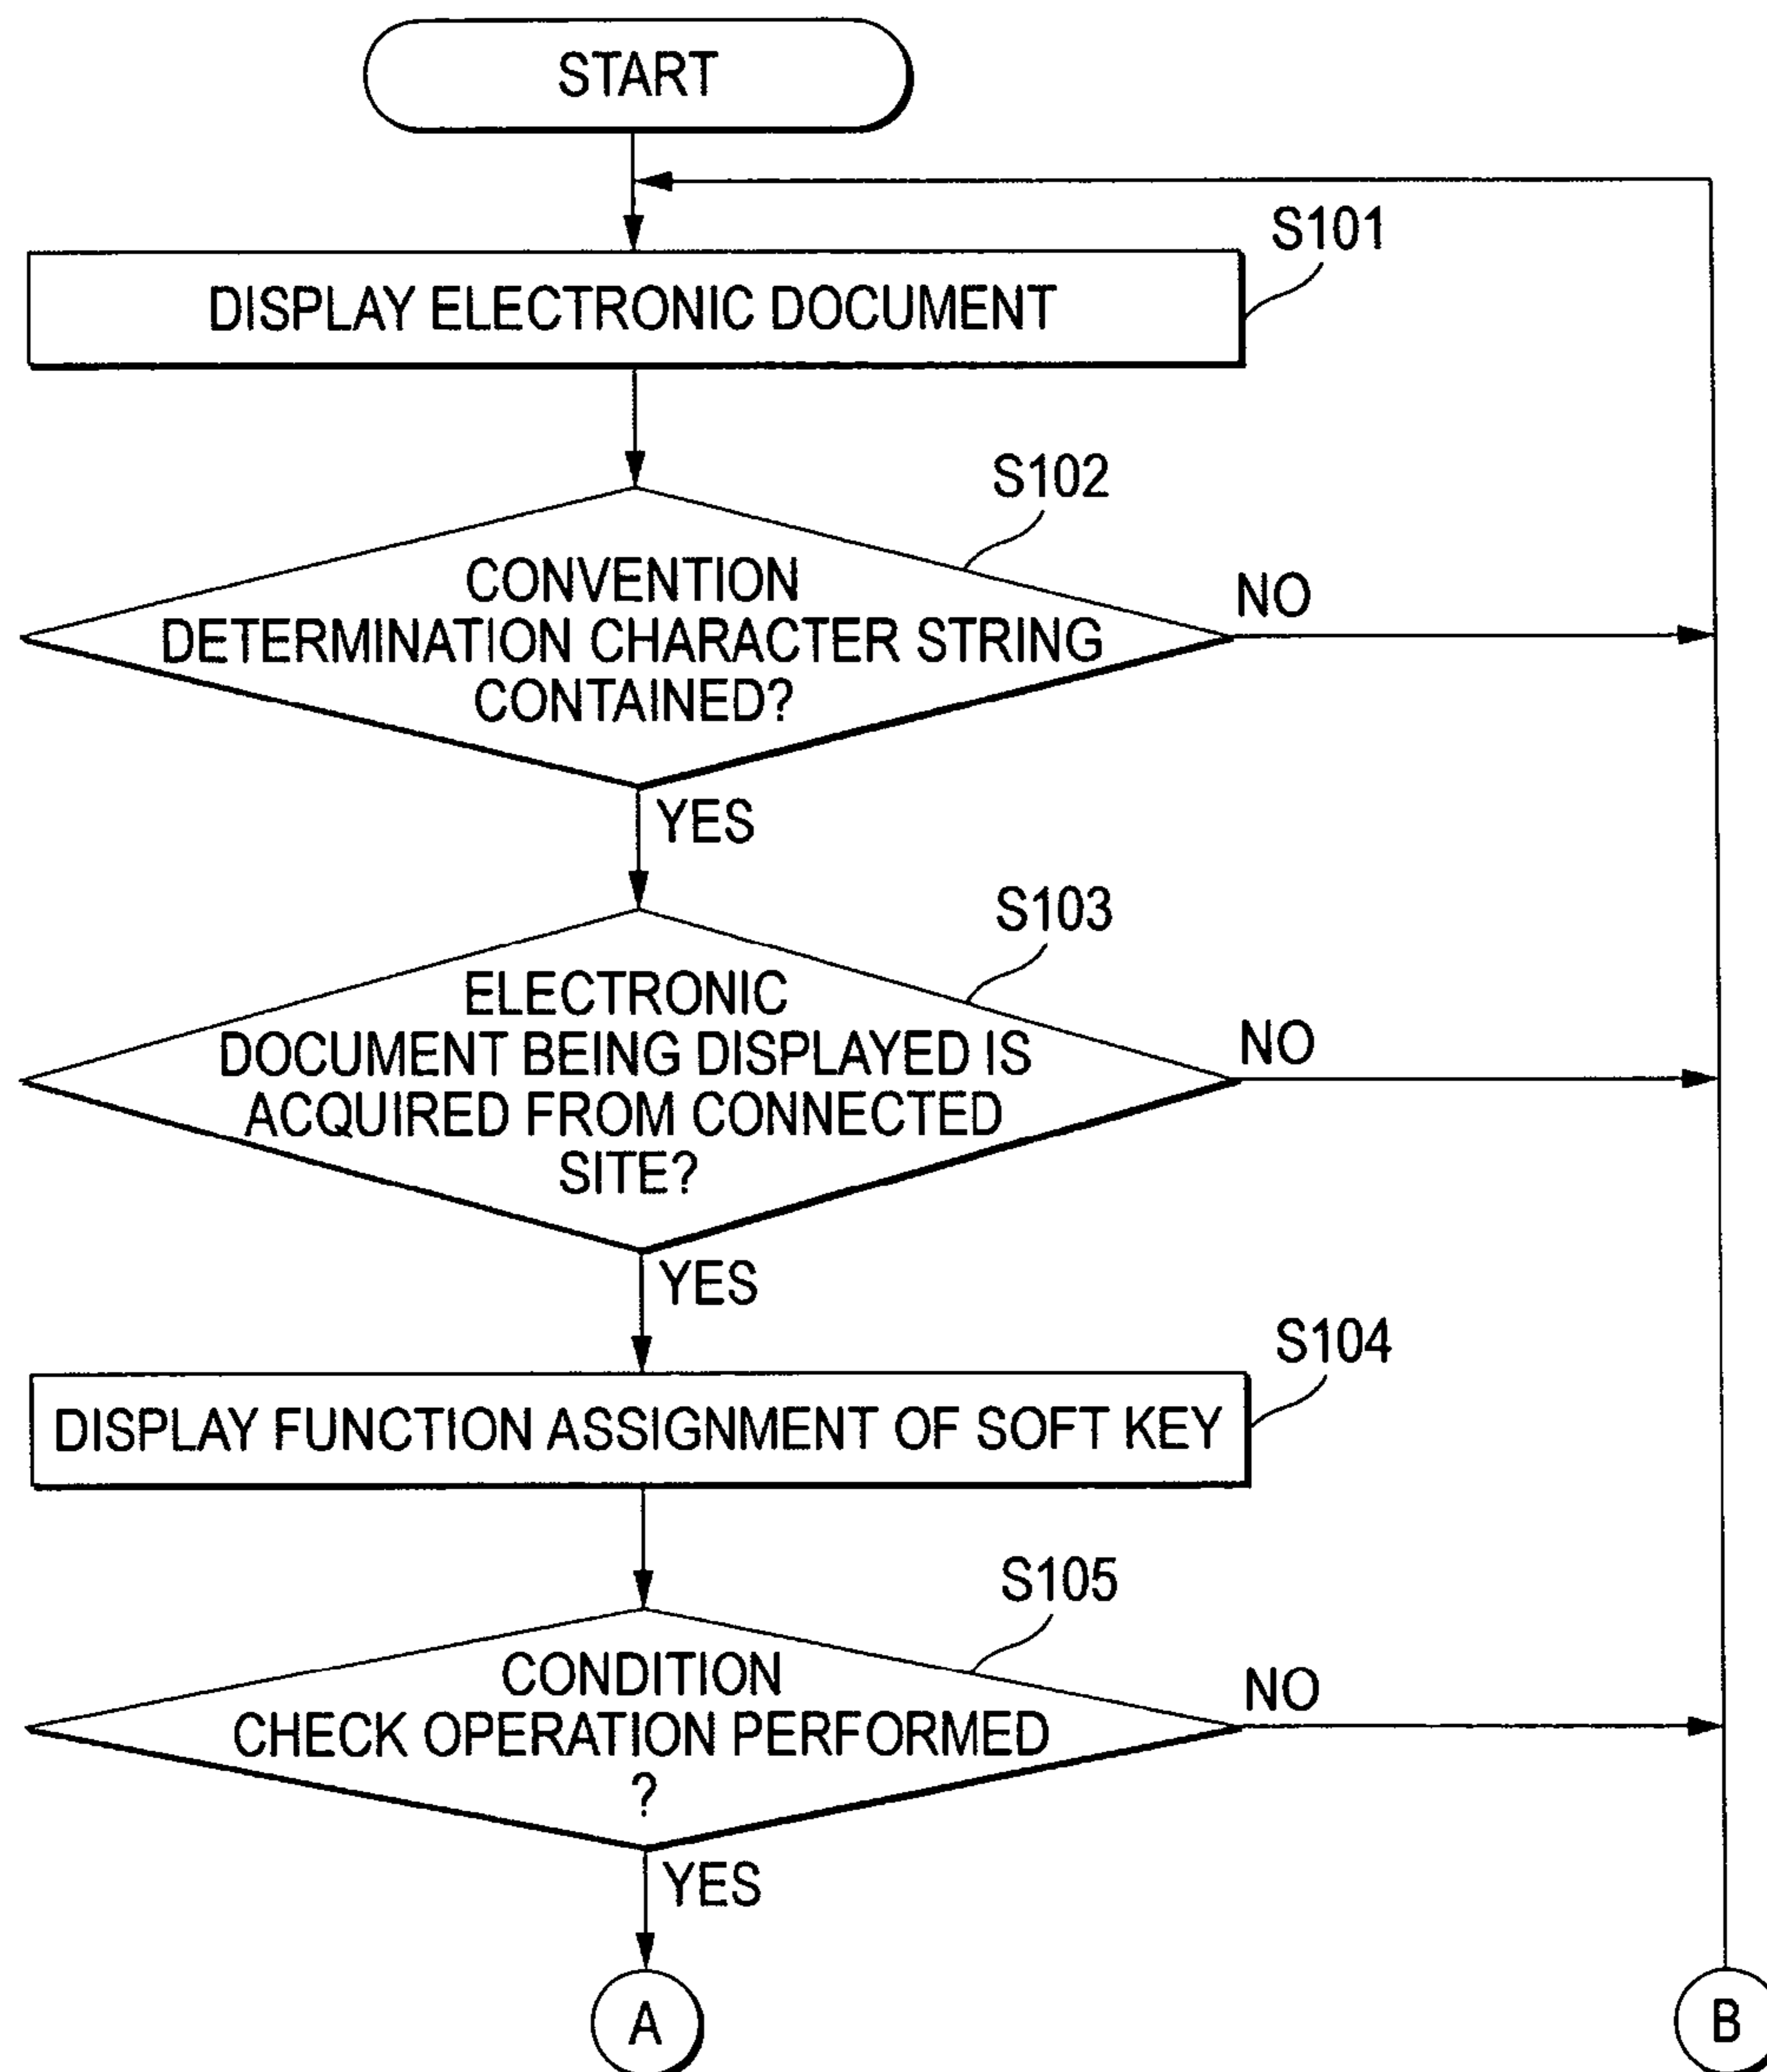 START
S101
DISPLAY ELECTRONIC DOCUMENT
S102
CONVENTION
DETERMINATION CHARACTER STRING
CONTAINED?
NO
YES
S103
ELECTRONIC
DOCUMENT BEING DISPLAYED IS
ACQUIRED FROM CONNECTED
SITE?
NO
YES
S104
DISPLAY FUNCTION ASSIGNMENT OF SOFT KEY
S105
CONDITION
CHECK OPERATION PERFORMED
?
NO
YES
A
B